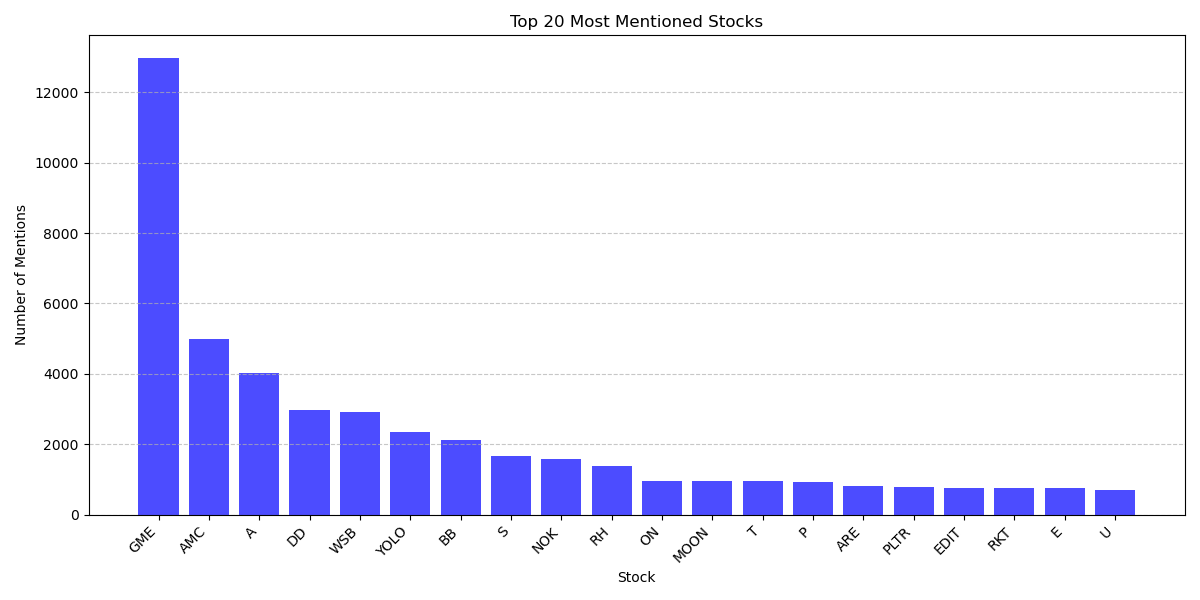 Top 20 Most Mentioned Stocks
Number of Mentions
12000
10000
8000
6000
4000
2000
0
GME
AMC
A
DD
WSB
YOLO
BB
S
NOK
RH
ON
MOON
T
P
ARE
PLTR
EDIT
RKT
E
U
Stock